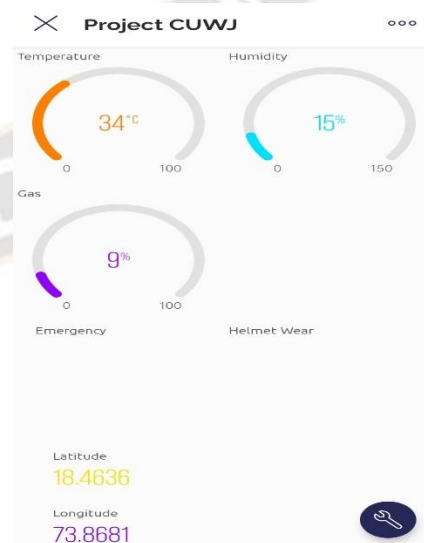 Project CUWJ
Temperature Humidity
34°C 15%
0 100 0 150
Gas
9%
0 100
Emergency Helmet Wear
Latitude
18.4636
Longitude
73.8681